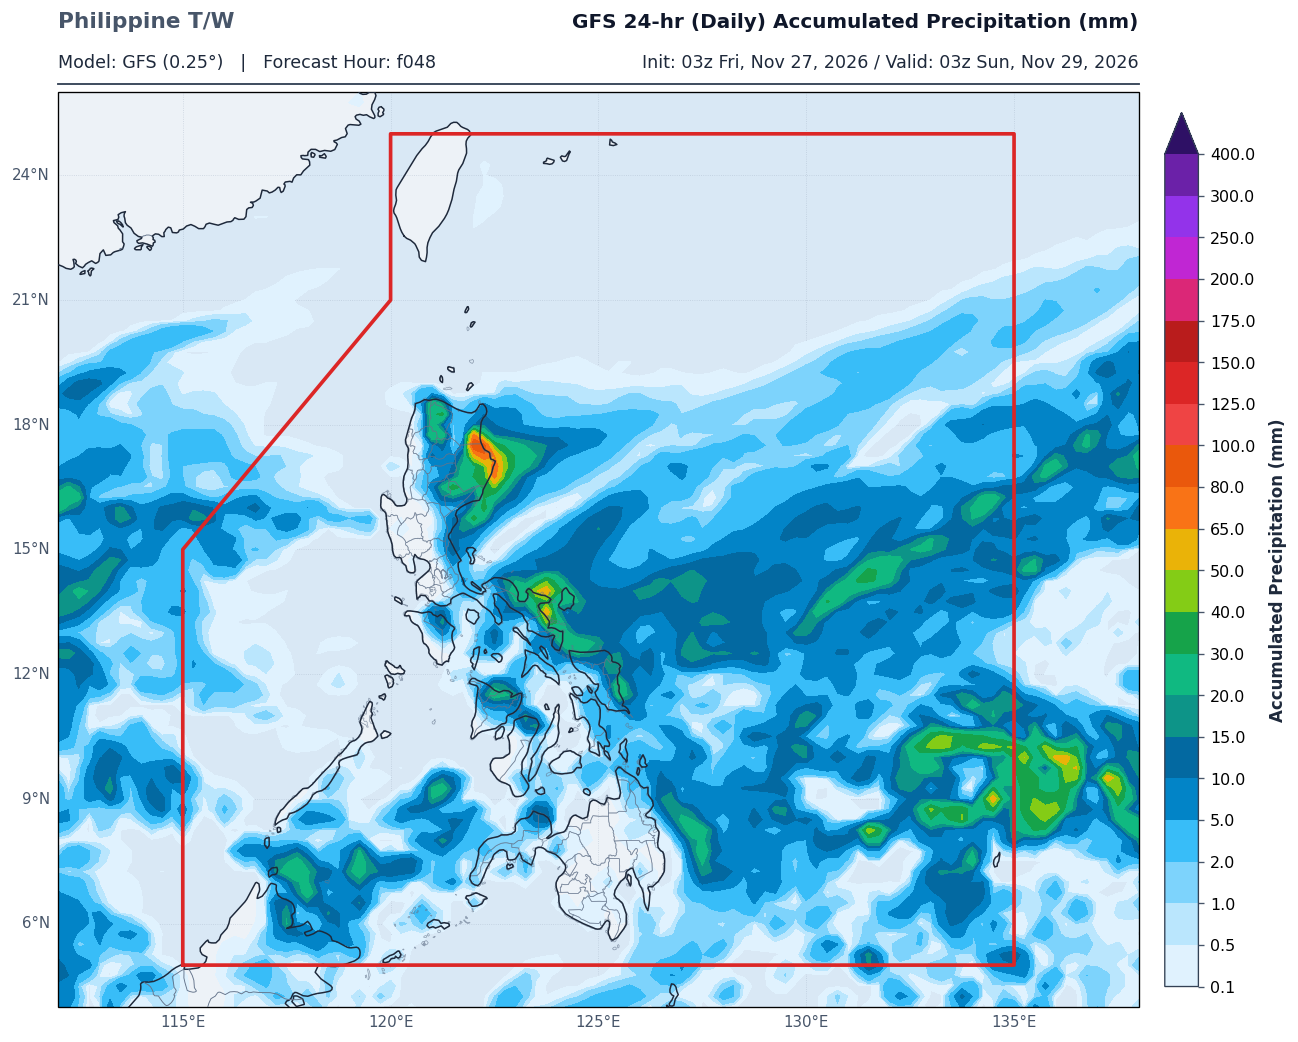 Philippine T/W
GFS 24-hr (Daily) Accumulated Precipitation (mm)
Model: GFS (0.25°)   |   Forecast Hour: f048
Init: 03z Fri, Nov 27, 2026 / Valid: 03z Sun, Nov 29, 2026
24°N
21°N
18°N
15°N
12°N
9°N
6°N
115°E
120°E
125°E
130°E
135°E
400.0
300.0
250.0
200.0
175.0
150.0
125.0
100.0
80.0
65.0
50.0
40.0
30.0
20.0
15.0
10.0
5.0
2.0
1.0
0.5
0.1
Accumulated Precipitation (mm)